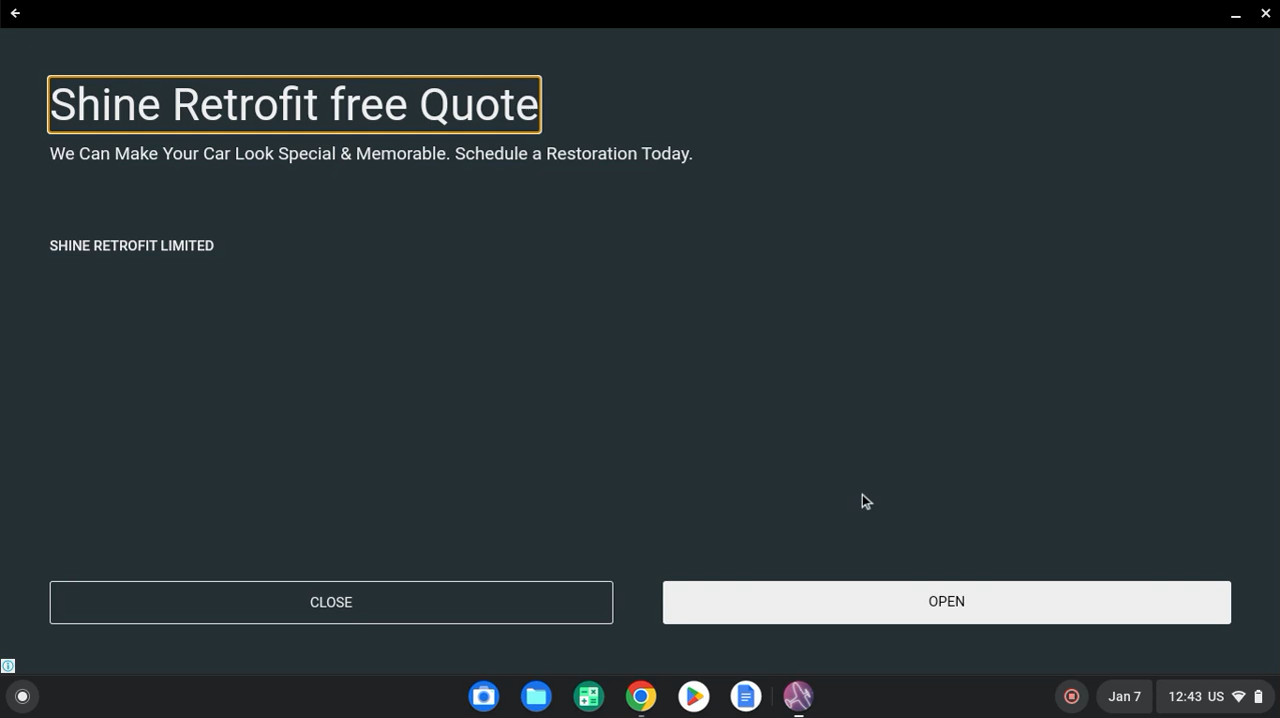 Shine Retrofit free Quote
We Can Make Your Car Look Special & Memorable. Schedule a Restoration Today.
SHINE RETROFIT LIMITED
CLOSE
OPEN
Jan 7
12:43 US